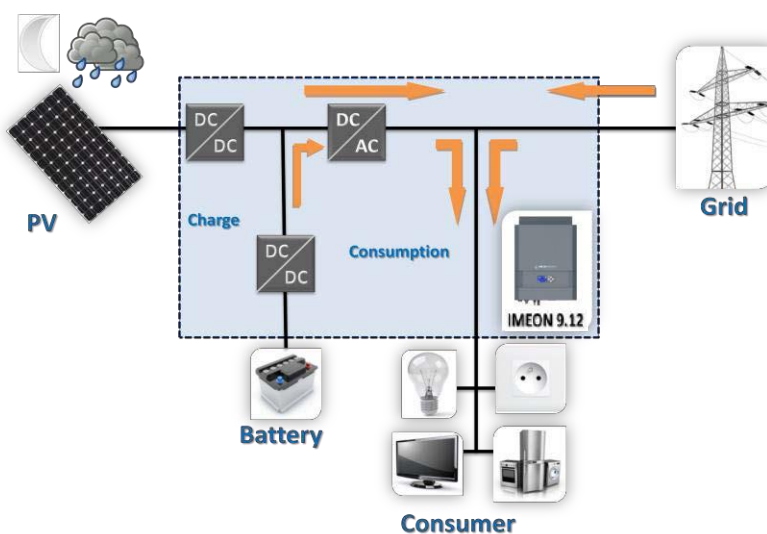 DC
DC
DC
AC
PV
Grid
Charge
DC
DC
Consumption
IMEON 9.12
Battery
Consumer